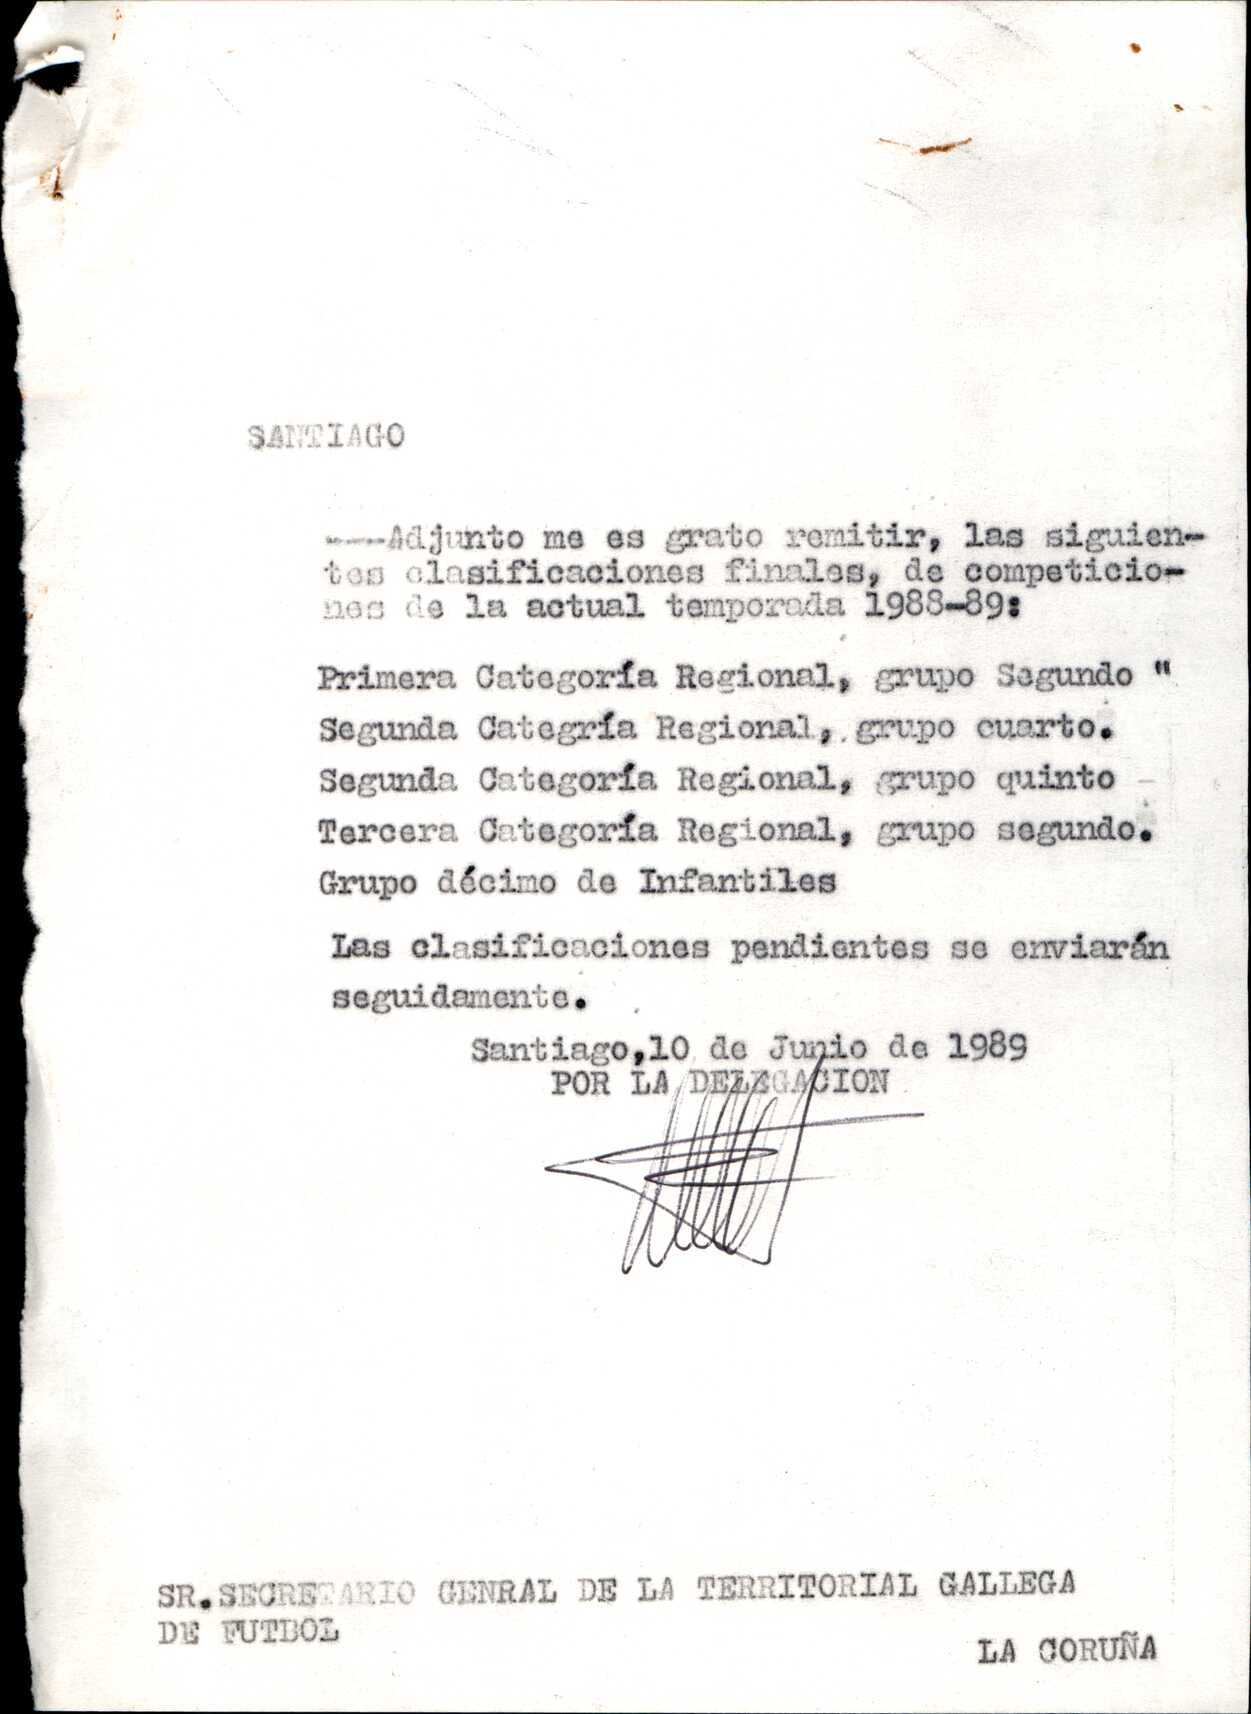 SANTIAGO
----Adjunto me es grato remitir, las siguien-
tes clasificaciones finales, de competicio-
nes de la actual temporada 1988-89:
Primera Categoría Regional, grupo Segundo "
Segunda Categría Regional, grupo cuarto.
Segunda Categoría Regional, grupo quinto
Tercera Categoría Regional, grupo segundo.
Grupo décimo de Infantiles
Las clasificaciones pendientes se enviarán
seguidamente.
Santiago,10 de Junio de 1989
POR LA DELEGACION
SR.SECRETARIO GENRAL DE LA TERRITORIAL GALLEGA
DE FUTBOL
LA CORUÑA